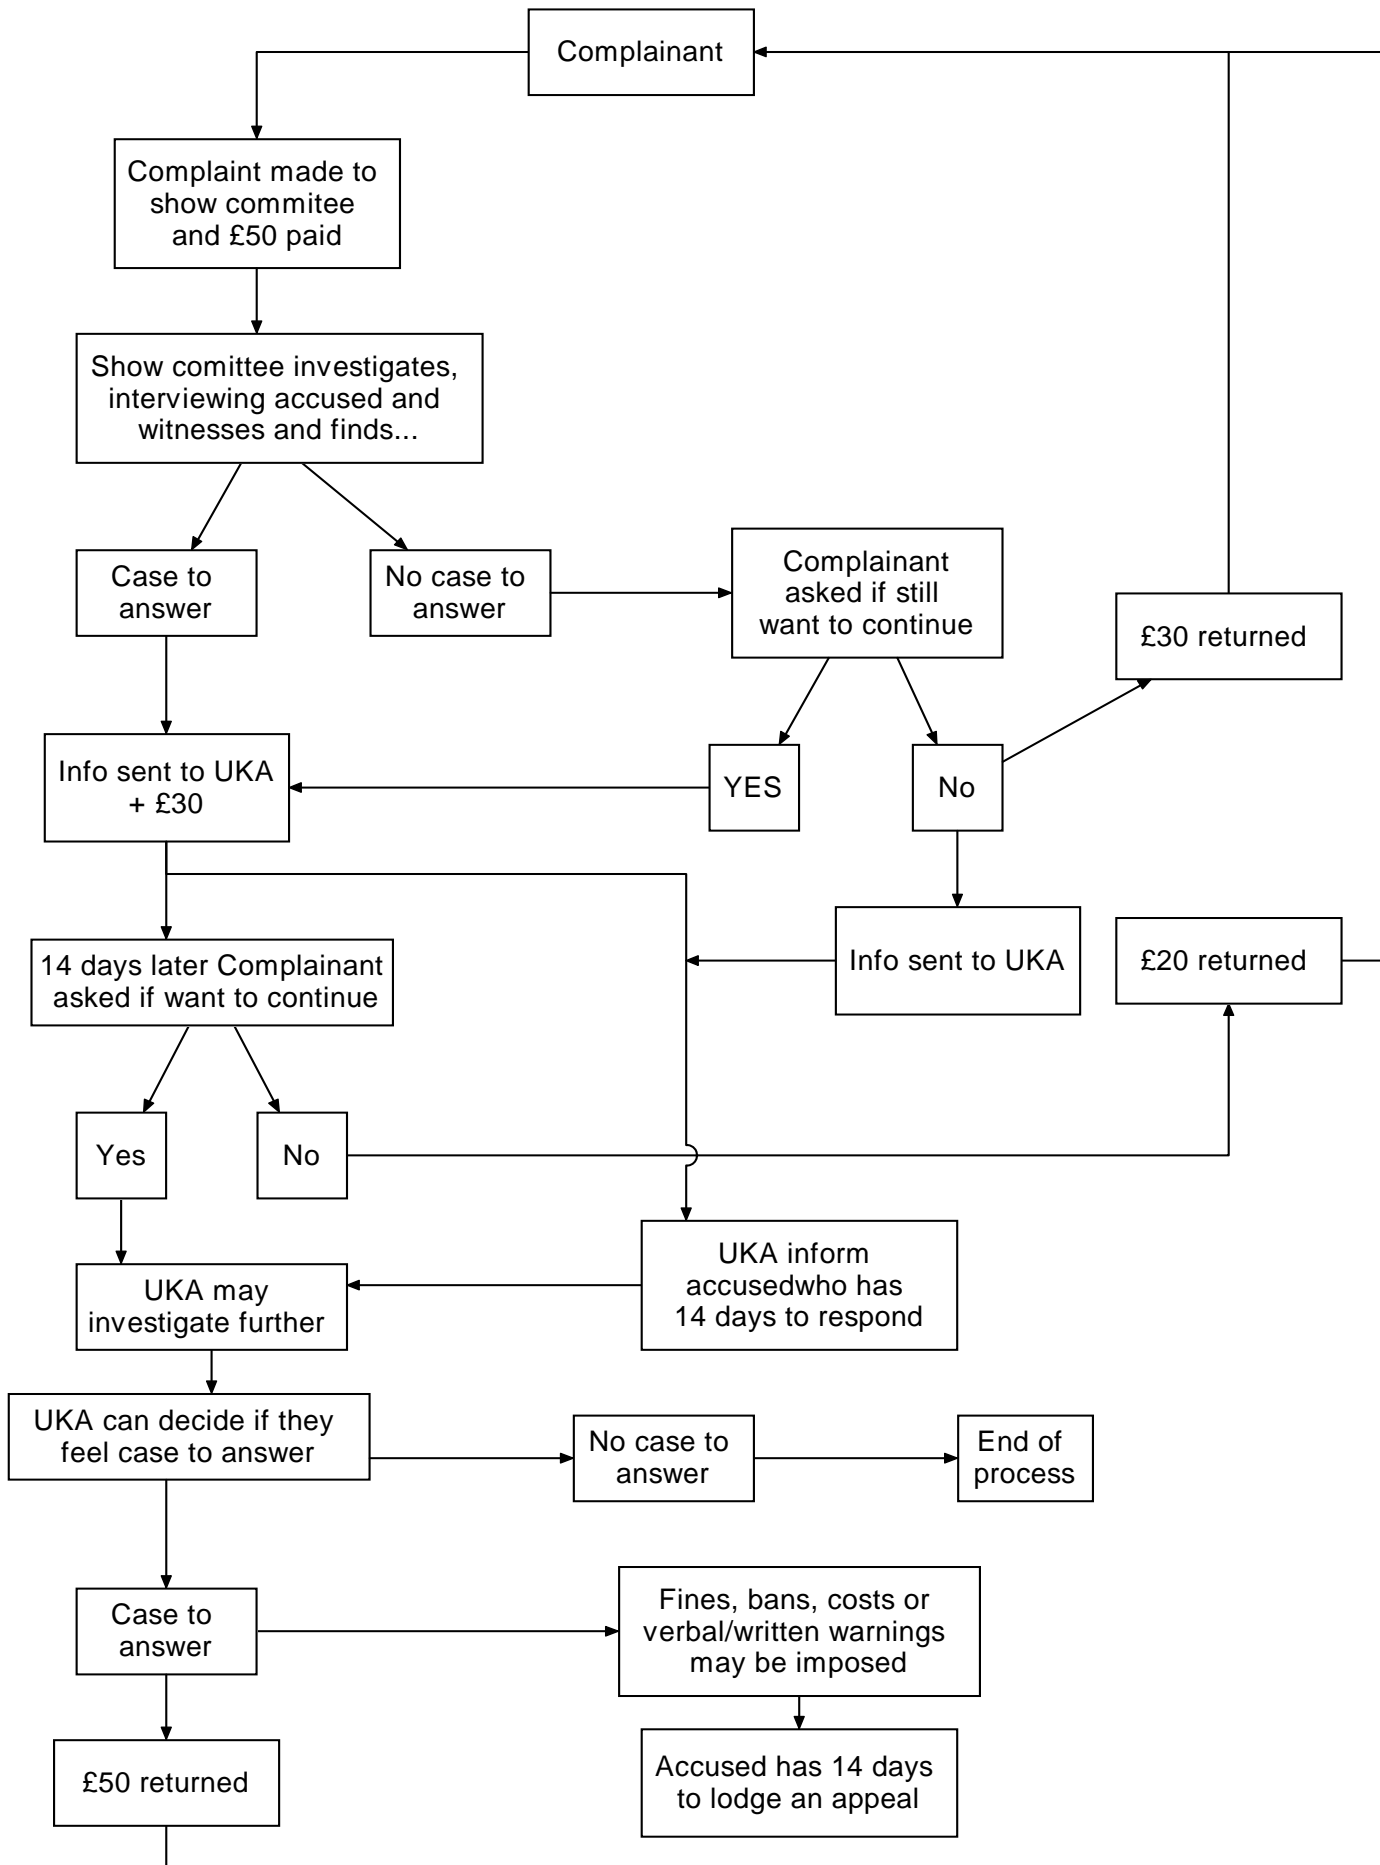 Complainant
Complaint made to
show commitee
and £50 paid
Show comittee investigates,
interviewing accused and
witnesses and finds...
Case to
answer
No case to
answer
Complainant
asked if still
want to continue
£30 returned
Info sent to UKA
+ £30
YES
No
14 days later Complainant
asked if want to continue
Info sent to UKA
£20 returned
Yes
No
UKA may
investigate further
UKA inform
accusedwho has
14 days to respond
UKA can decide if they
feel case to answer
No case to
answer
End of
process
Case to
answer
Fines, bans, costs or
verbal/written warnings
may be imposed
£50 returned
Accused has 14 days
to lodge an appeal